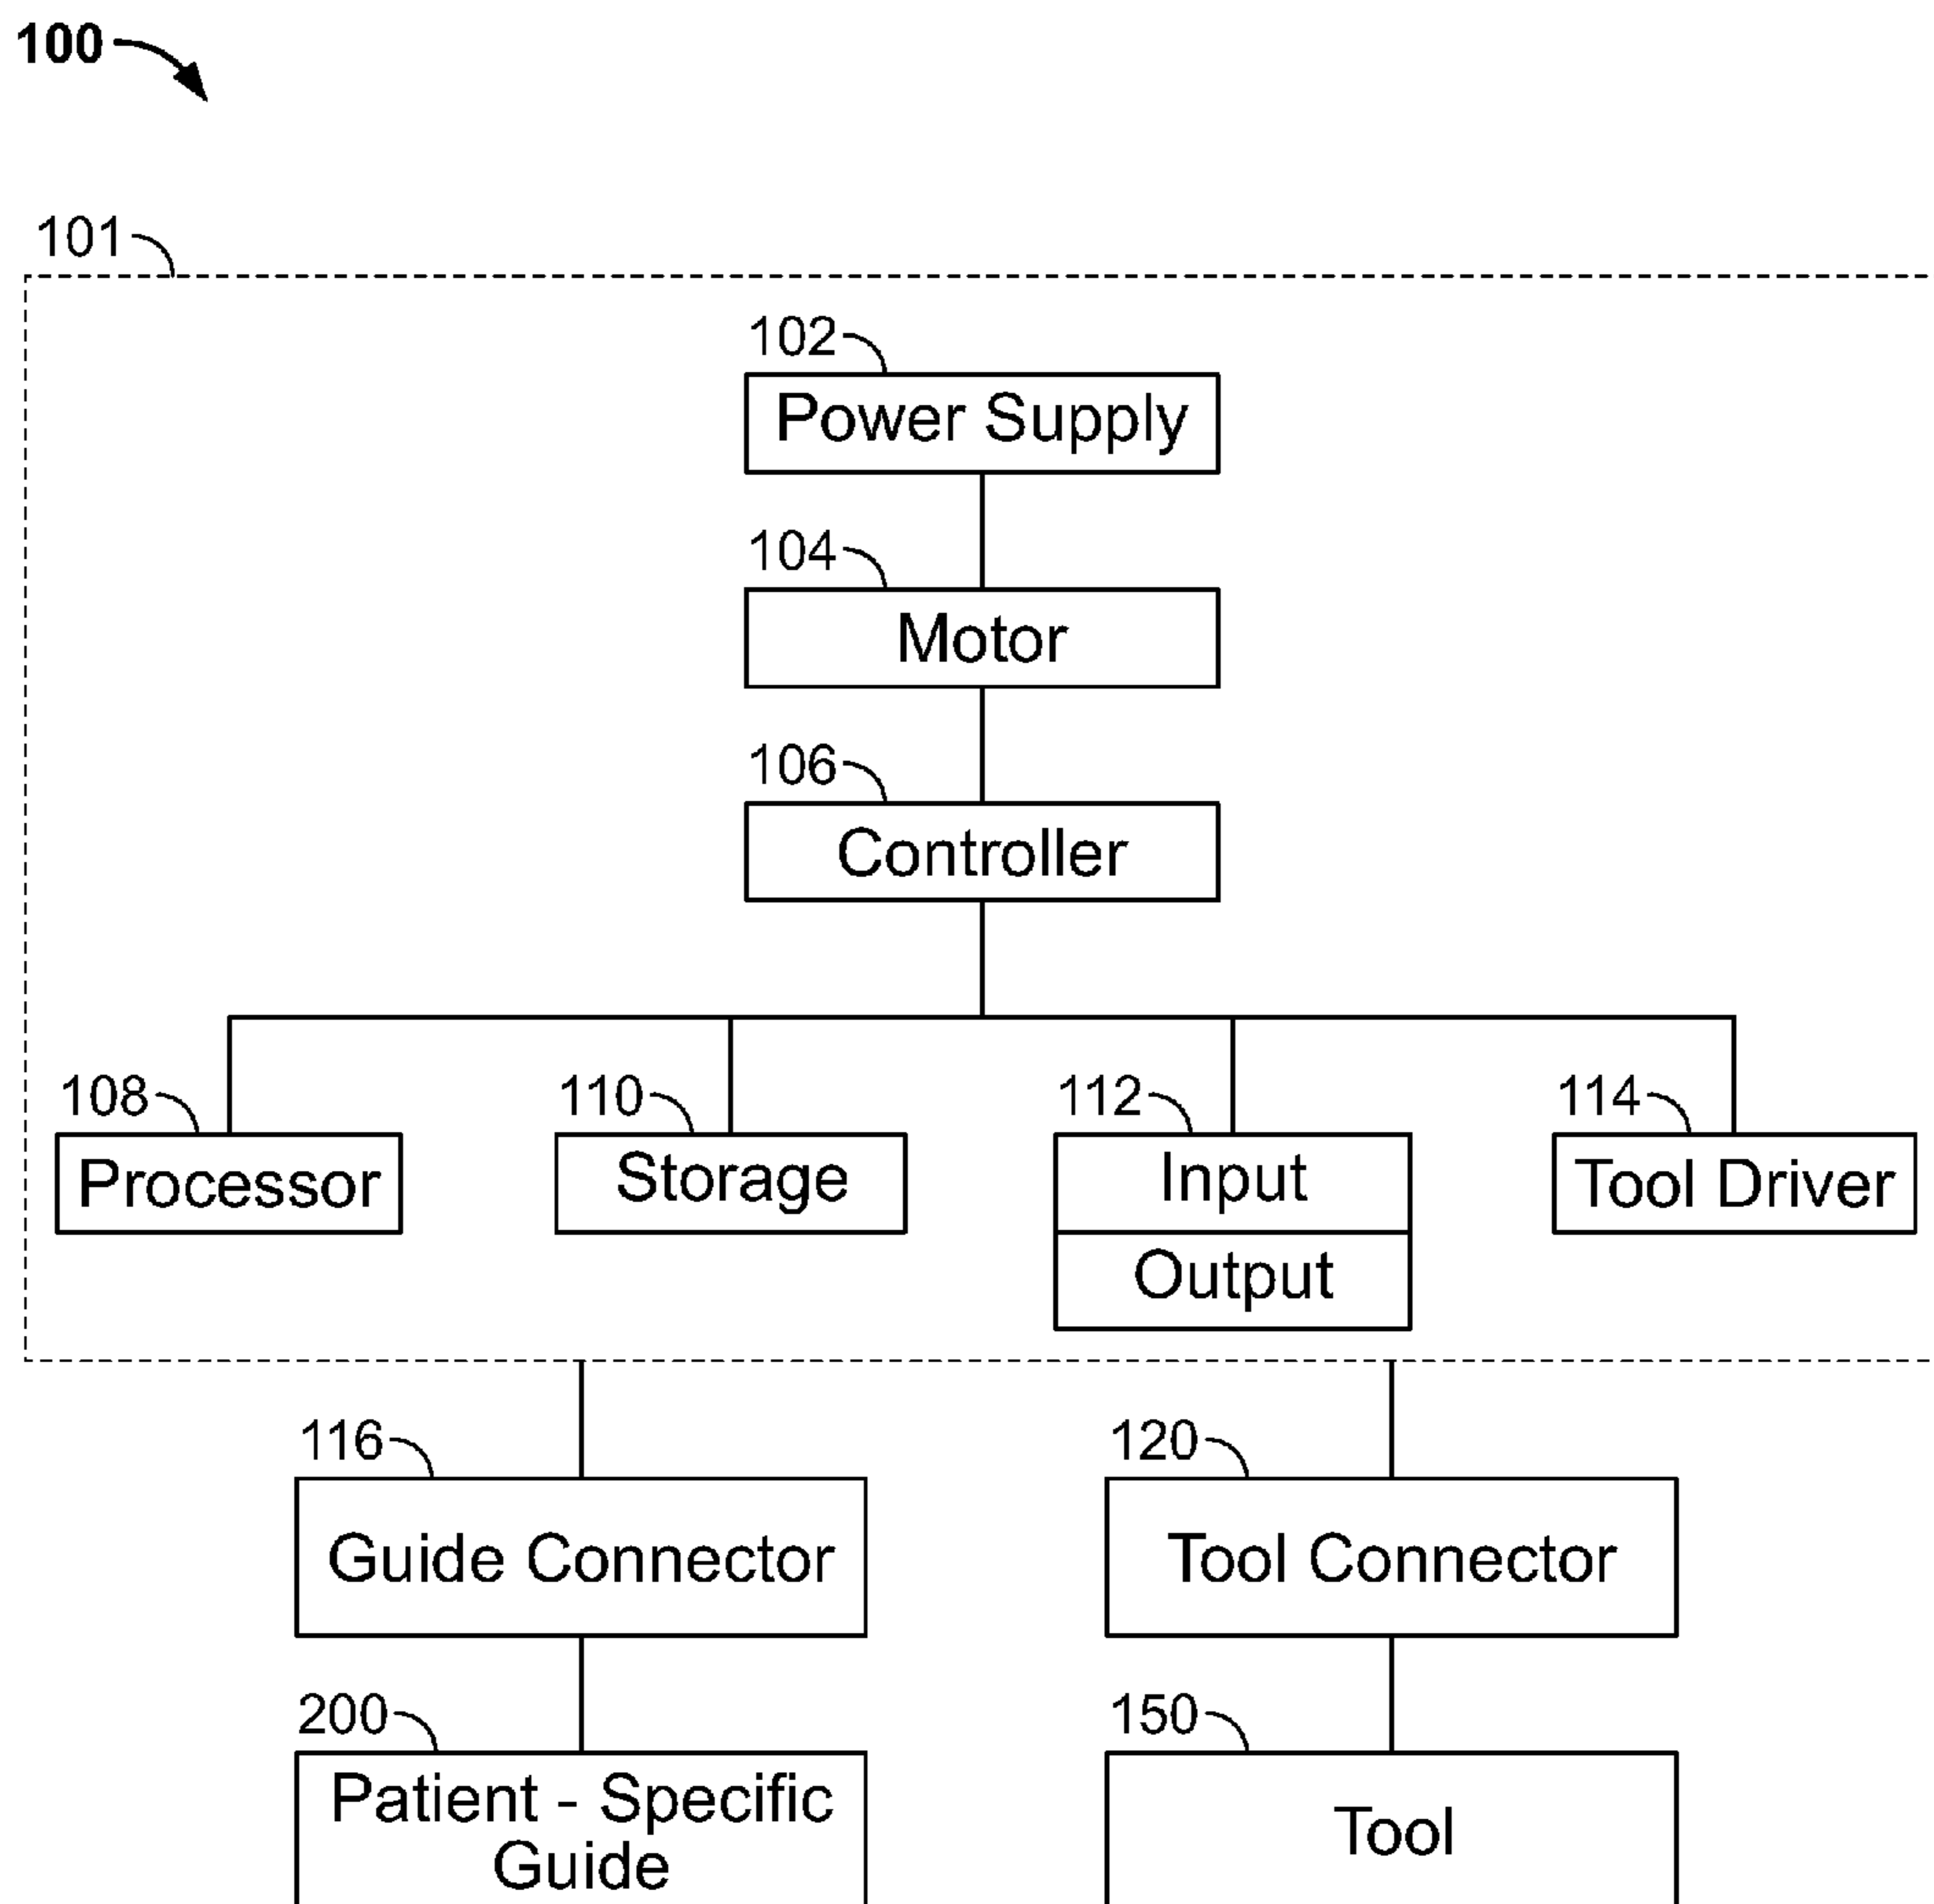 100
101
102
Power Supply
104
Motor
106
Controller
108
110
112
114
Processor
Storage
Input
Tool Driver
Output
116
120
Guide Connector
Tool Connector
200
150
Patient - Specific
Guide
Tool